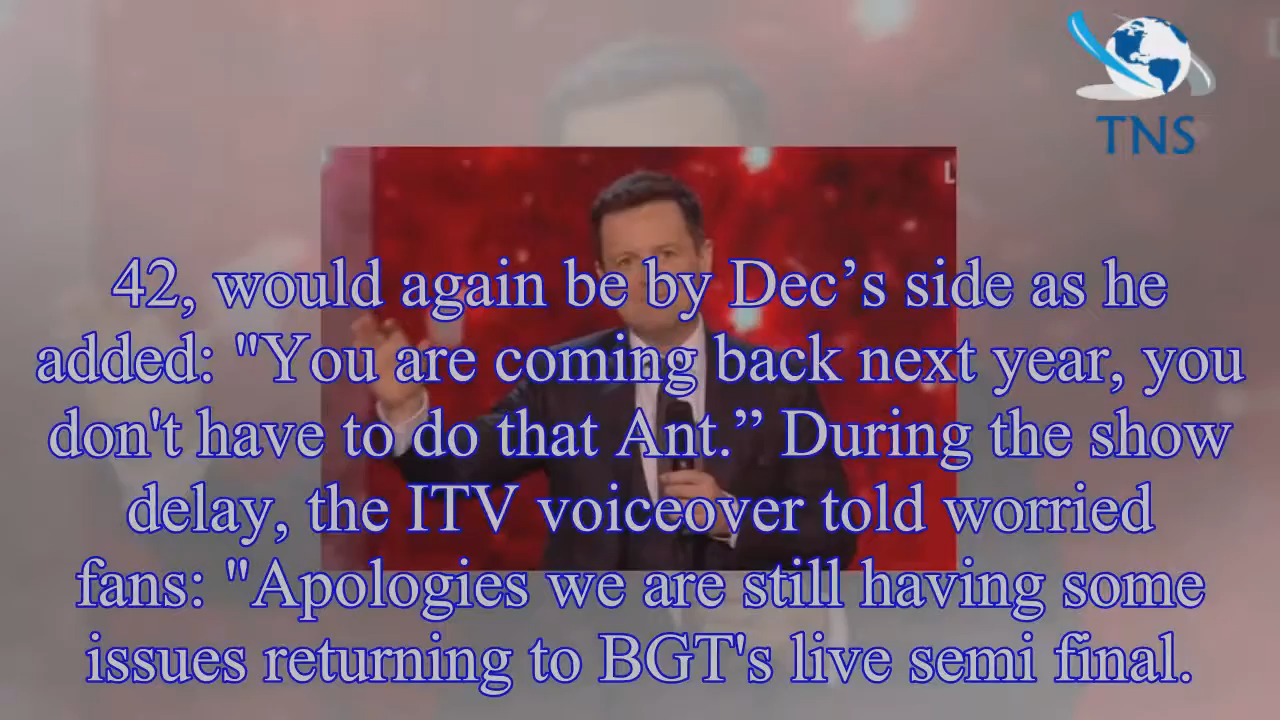 TNS
L
42, would again be by Dec’s side as he
added: "You are coming back next year, you
don't have to do that Ant.” During the show
delay, the ITV voiceover told worried
fans: "Apologies we are still having some
issues returning to BGT's live semi final.